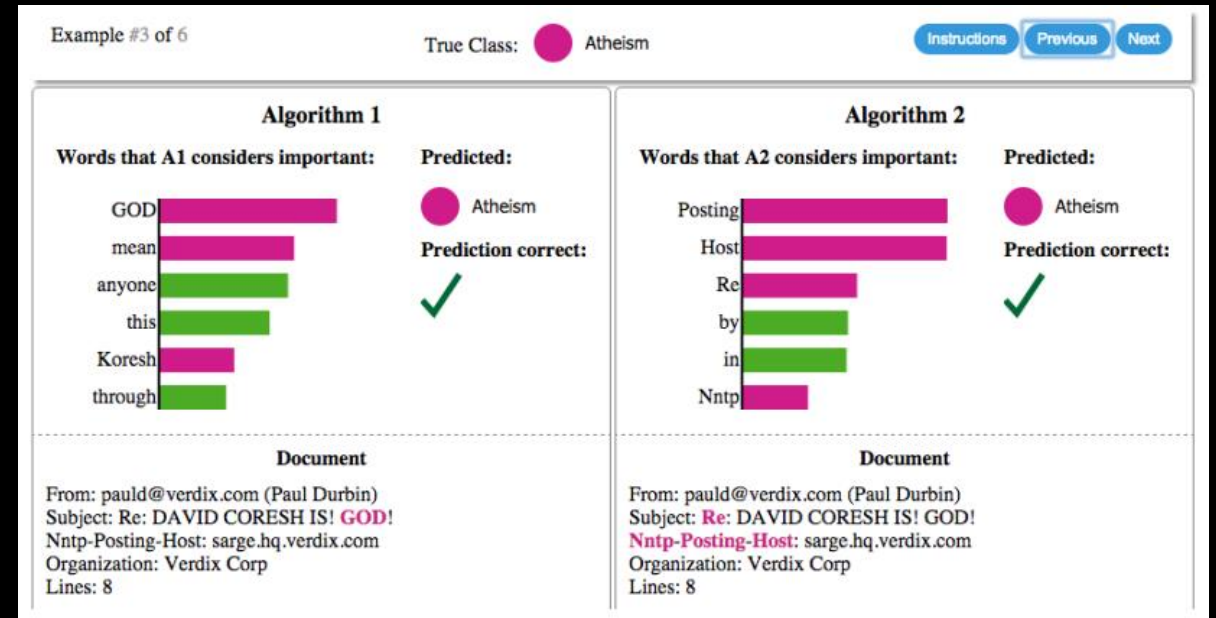 Example #3 of 6
True Class: Atheism
Instructions
Previous
Next
Algorithm 1
Words that A1 considers important:
Predicted:
GOD
mean
anyone
this
Koresh
through
Atheism
Prediction correct:
Document
From: pauld@verdix.com (Paul Durbin)
Subject: Re: DAVID CORESH IS! GOD!
Nntp-Posting-Host: sarge.hq.verdix.com
Organization: Verdix Corp
Lines: 8
Algorithm 2
Words that A2 considers important:
Predicted:
Posting
Host
Re
by
in
Nntp
Atheism
Prediction correct:
Document
From: pauld@verdix.com (Paul Durbin)
Subject: Re: DAVID CORESH IS! GOD!
Nntp-Posting-Host: sarge.hq.verdix.com
Organization: Verdix Corp
Lines: 8